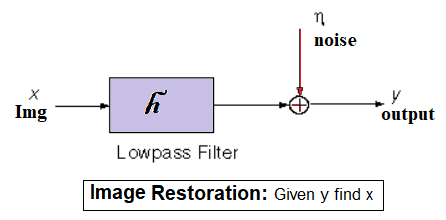 η
noise
x
Img
h̃
y
output
Lowpass Filter
Image Restoration: Given y find x